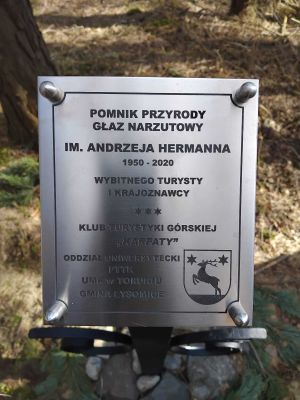 POMNIK PRZYRODY
GŁAZ NARZUTOWY
IM. ANDRZEJA HERMANNA
1950 - 2020
WYBITNEGO TURYSTY
I KRAJOZNAWCY
***
KLUB TURYSTYKI GÓRSKIEJ
„KARPATY”
ODDZIAŁ UNIWERSYTECKI
PTTK
UMK w TORUNIU
GMINA ŁYSOMICE